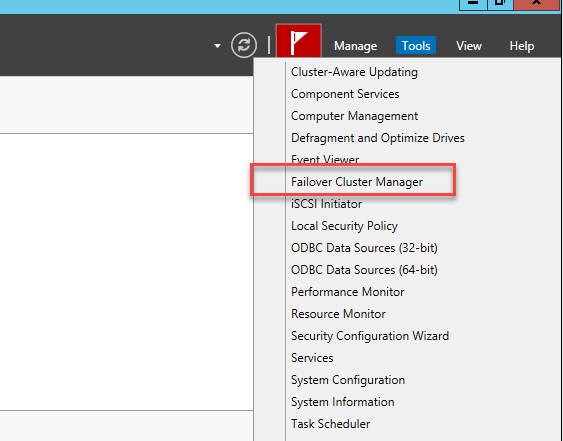 Manage Tools View Help
Cluster-Aware Updating
Component Services
Computer Management
Defragment and Optimize Drives
Event Viewer
Failover Cluster Manager
iSCSI Initiator
Local Security Policy
ODBC Data Sources (32-bit)
ODBC Data Sources (64-bit)
Performance Monitor
Resource Monitor
Security Configuration Wizard
Services
System Configuration
System Information
Task Scheduler